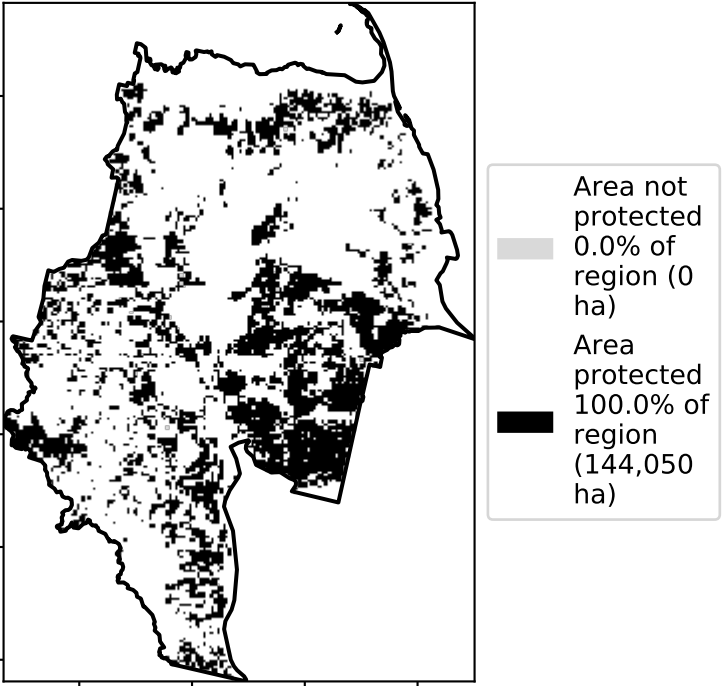 Area not
protected
0.0% of
region (0
ha)
Area
protected
100.0% of
region
(144,050
ha)